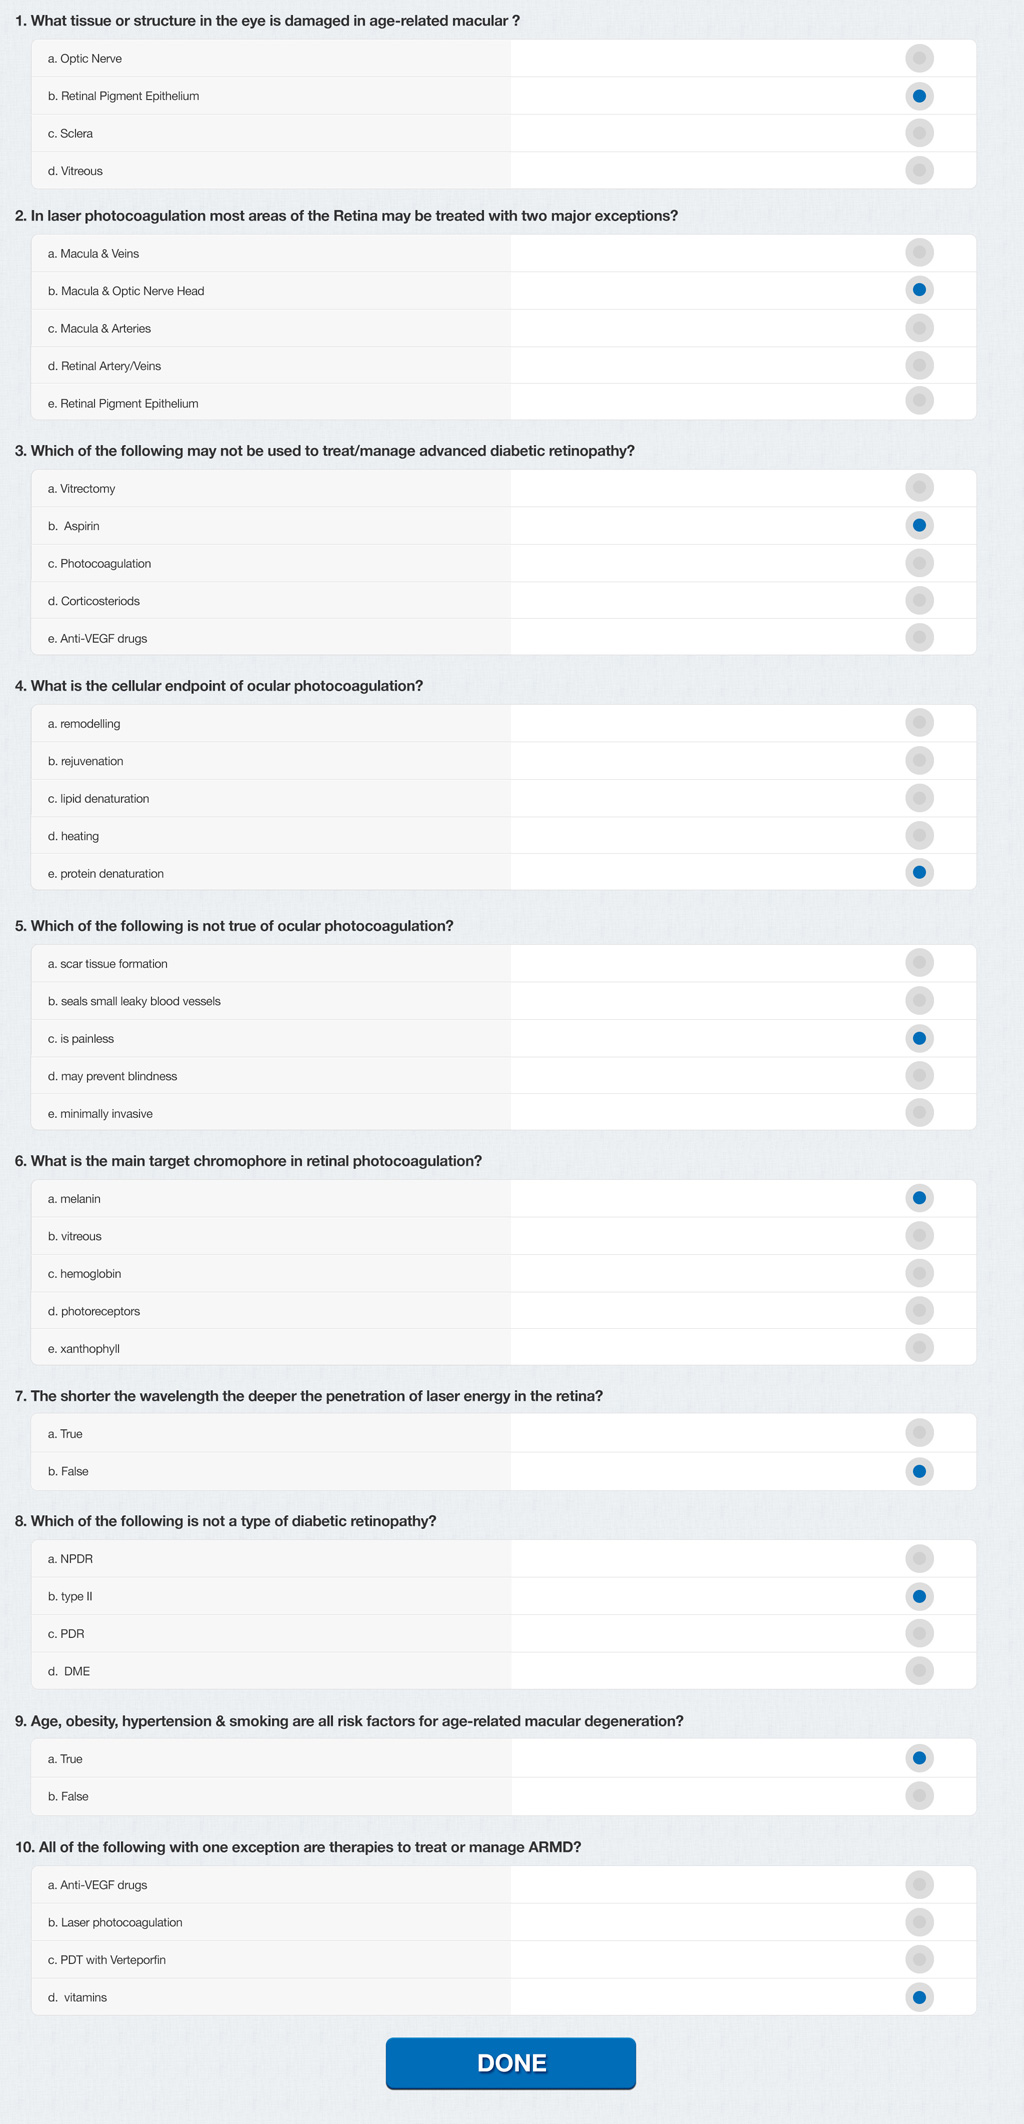 1. What tissue or structure in the eye is damaged in age-related macular ?
a. Optic Nerve
b. Retinal Pigment Epithelium
c. Sclera
d. Vitreous
2. In laser photocoagulation most areas of the Retina may be treated with two major exceptions?
a. Macula & Veins
b. Macula & Optic Nerve Head
c. Macula & Arteries
d. Retinal Artery/Veins
e. Retinal Pigment Epithelium
3. Which of the following may not be used to treat/manage advanced diabetic retinopathy?
a. Vitrectomy
b. Aspirin
c. Photocoagulation
d. Corticosteriods
e. Anti-VEGF drugs
4. What is the cellular endpoint of ocular photocoagulation?
a. remodelling
b. rejuvenation
c. lipid denaturation
d. heating
e. protein denaturation
5. Which of the following is not true of ocular photocoagulation?
a. scar tissue formation
b. seals small leaky blood vessels
c. is painless
d. may prevent blindness
e. minimally invasive
6. What is the main target chromophore in retinal photocoagulation?
a. melanin
b. vitreous
c. hemoglobin
d. photoreceptors
e. xanthophyll
7. The shorter the wavelength the deeper the penetration of laser energy in the retina?
a. True
b. False
8. Which of the following is not a type of diabetic retinopathy?
a. NPDR
b. type II
c. PDR
d. DME
9. Age, obesity, hypertension & smoking are all risk factors for age-related macular degeneration?
a. True
b. False
10. All of the following with one exception are therapies to treat or manage ARMD?
a. Anti-VEGF drugs
b. Laser photocoagulation
c. PDT with Verteporfin
d. vitamins
DONE